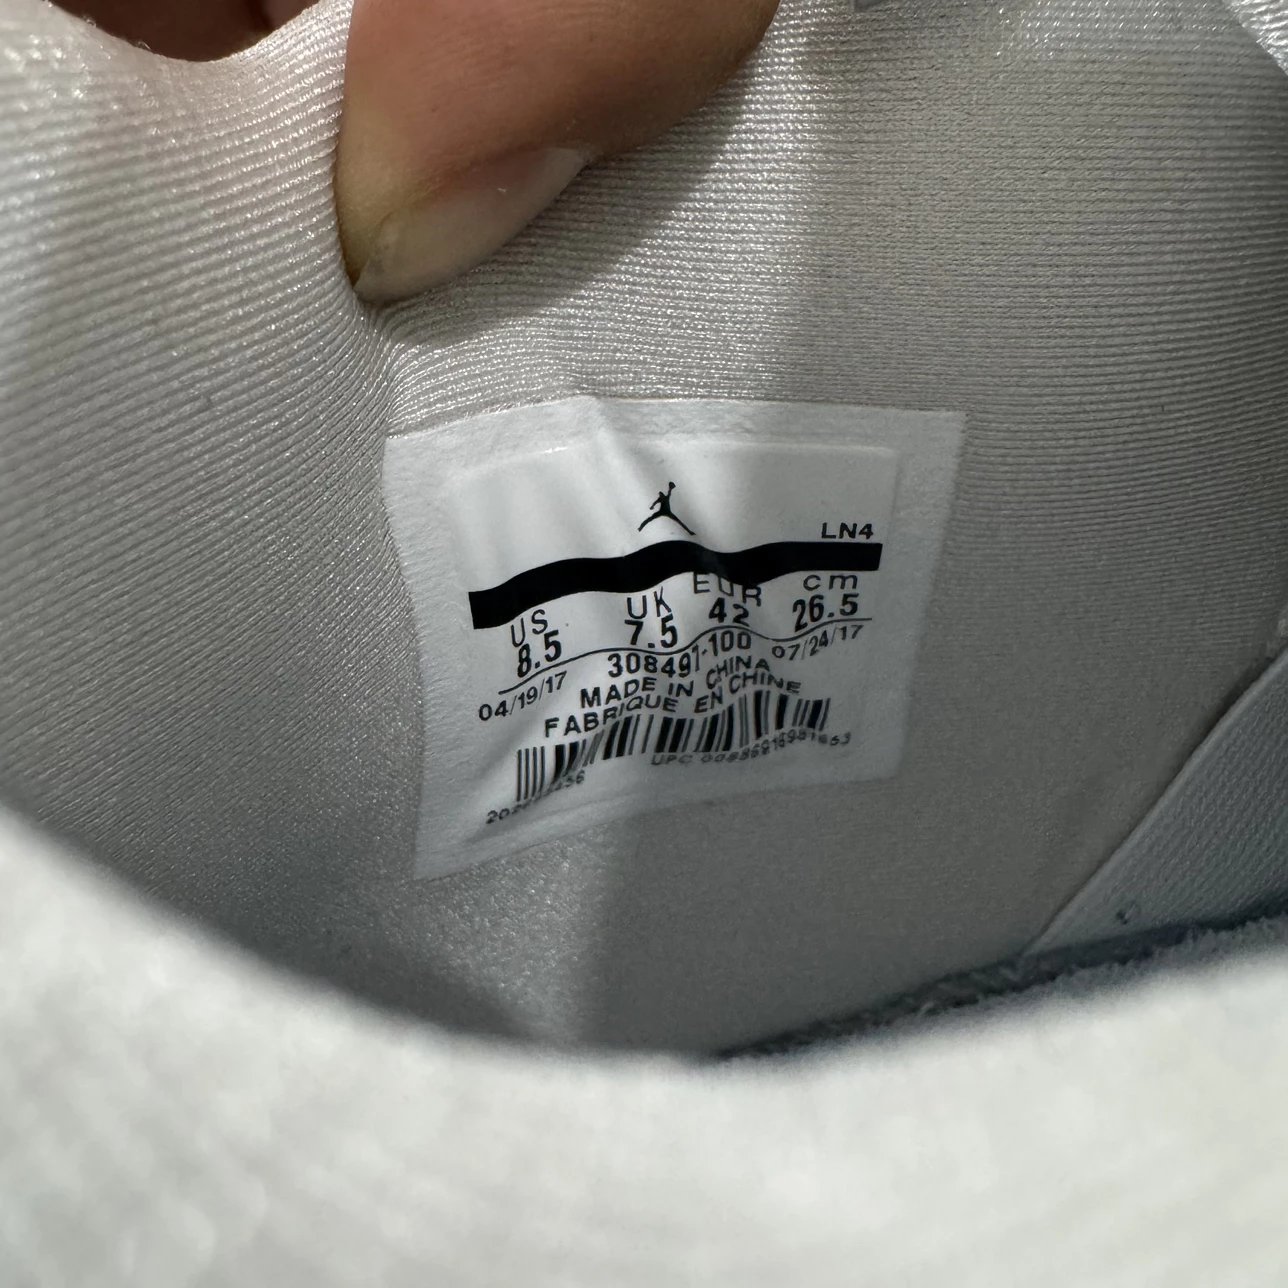 LN4
US UK EUR cm
8.5 7.5 42 26.5
04/19/17 308497-100 07/24/17
MADE IN CHINA
FABRIQUE EN CHINE
UPC